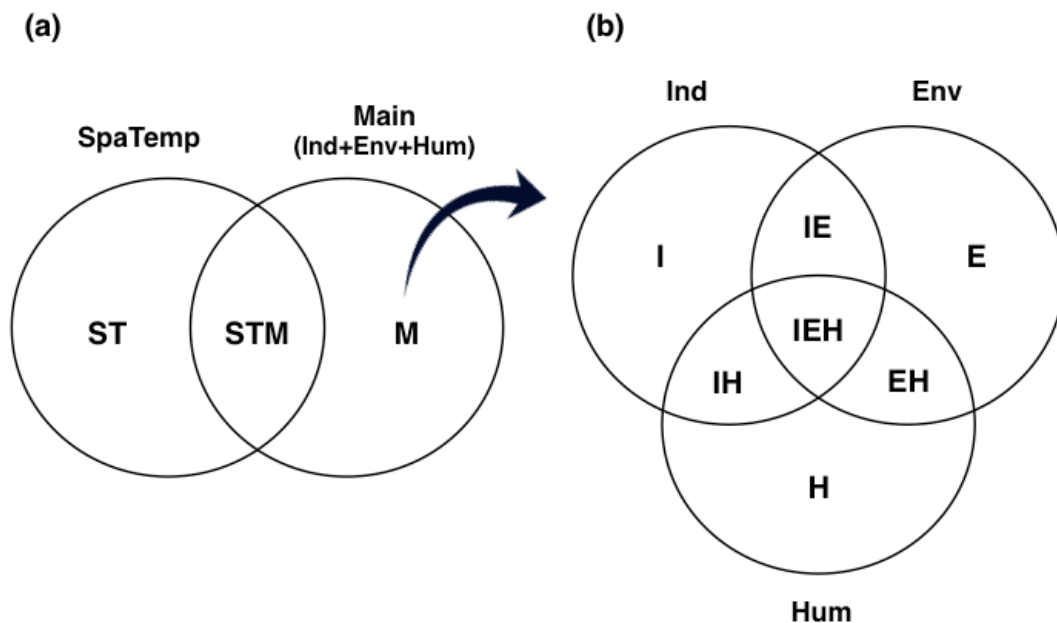 (a)
SpaTemp
Main
(Ind+Env+Hum)
ST
STM
M
(b)
Ind
Env
I
IE
E
IEH
IH
EH
H
Hum